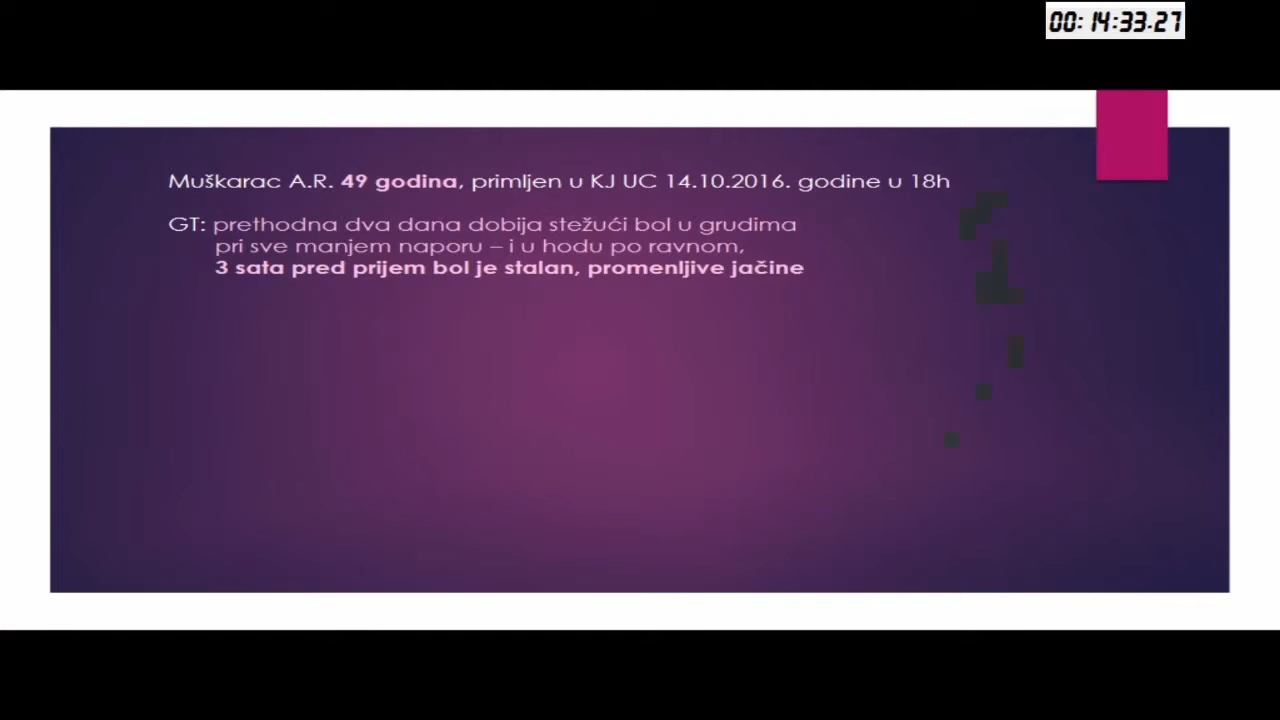 00:14:33.27
Muškarac A.R. 49 godina, primljen u KJ UC 14.10.2016. godine u 18h
GT: prethodna dva dana dobija stežući bol u grudima
pri sve manjem naporu – i u hodu po ravnom,
3 sata pred prijem bol je stalan, promenljive jačine